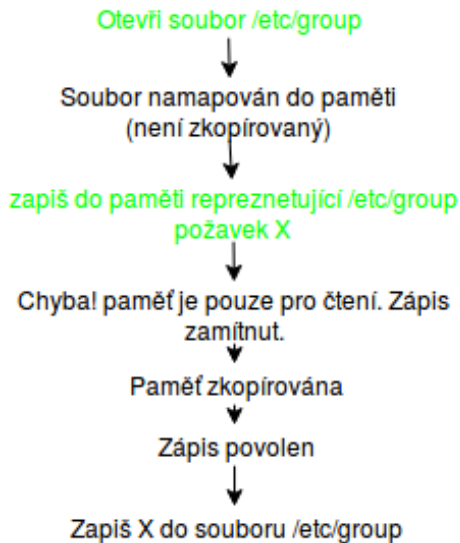 Otevři soubor /etc/group
Soubor namapován do paměti
(není zkopírovaný)
zapiš do paměti repreznetující /etc/group
požavek X
Chyba! paměť je pouze pro čtení. Zápis
zamítnut.
Paměť zkopírována
Zápis povolen
Zapiš X do souboru /etc/group